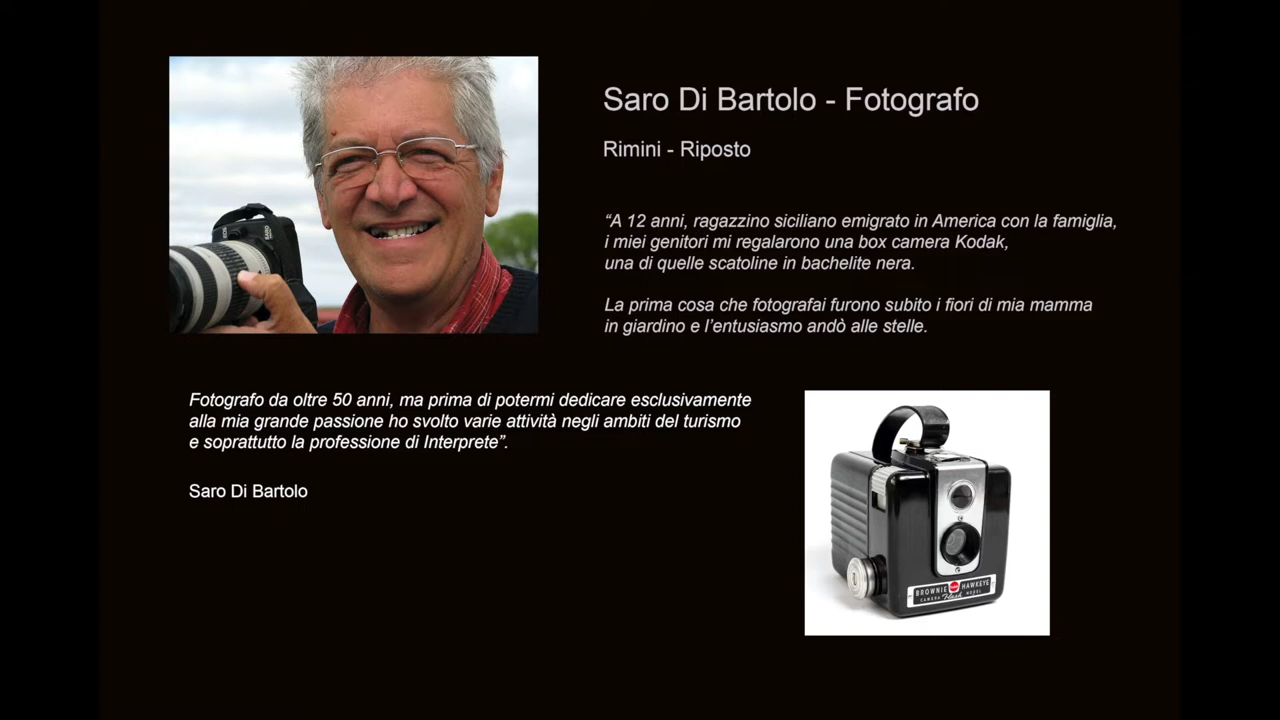 Saro Di Bartolo - Fotografo
Rimini - Riposto
“A 12 anni, ragazzino siciliano emigrato in America con la famiglia,
i miei genitori mi regalarono una box camera Kodak,
una di quelle scatoline in bachelite nera.
La prima cosa che fotografai furono subito i fiori di mia mamma
in giardino e l’entusiasmo andò alle stelle.
Fotografo da oltre 50 anni, ma prima di potermi dedicare esclusivamente
alla mia grande passione ho svolto varie attività negli ambiti del turismo
e soprattutto la professione di Interprete”.
Saro Di Bartolo
SARO
BROWNIE HAWKEYE
CAMERA Flash MODEL